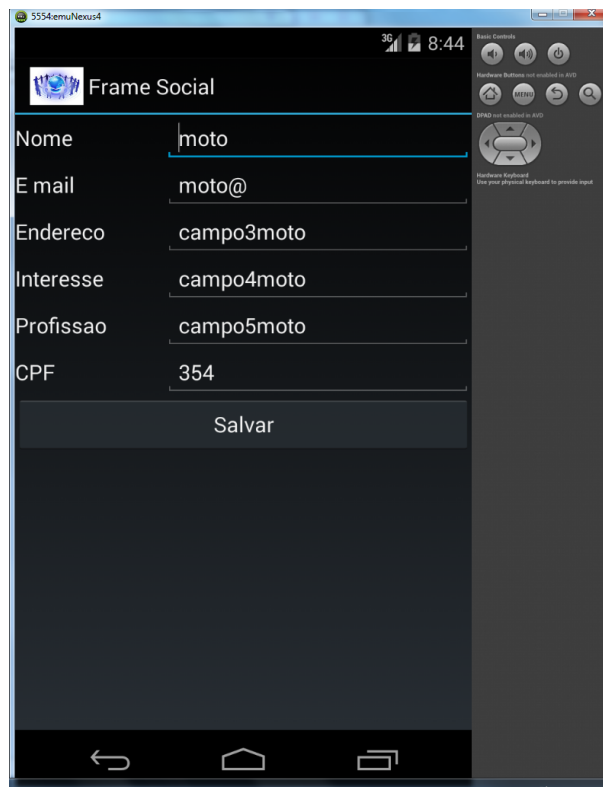 5554:emuNexus4
3G 8:44
Frame Social
Nome moto
E mail moto@
Endereco campo3moto
Interesse campo4moto
Profissao campo5moto
CPF 354
Salvar
Basic Controls
Hardware Buttons not enabled in AVD
MENU
DPAD not enabled in AVD
Hardware Keyboard
Use your physical keyboard to provide input